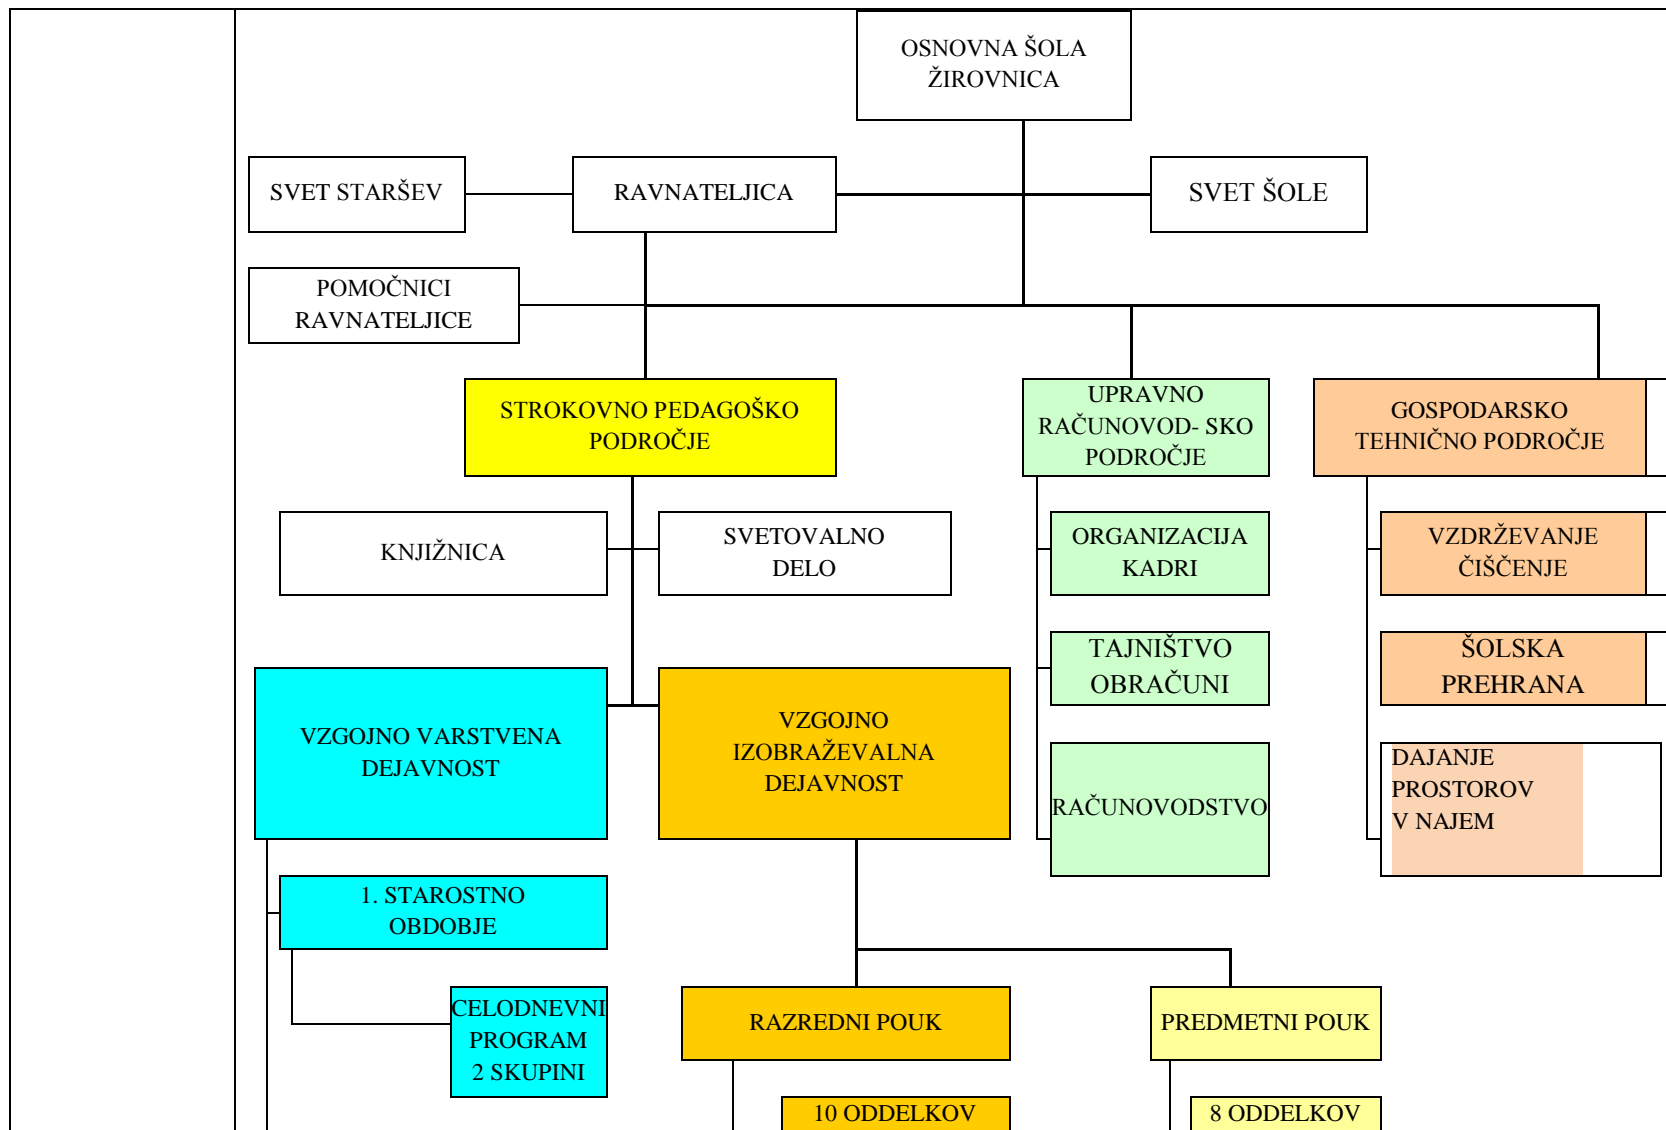 OSNOVNA ŠOLA
ŽIROVNICA
SVET STARŠEV
RAVNATELJICA
SVET ŠOLE
POMOČNICI
RAVNATELJICE
STROKOVNO PEDAGOŠKO
PODROČJE
UPRAVNO
RAČUNOVOD- SKO
PODROČJE
GOSPODARSKO
TEHNIČNO PODROČJE
KNJIŽNICA
SVETOVALNO
DELO
ORGANIZACIJA
KADRI
VZDRŽEVANJE
ČIŠČENJE
TAJNIŠTVO
OBRAČUNI
ŠOLSKA
PREHRANA
VZGOJNO VARSTVENA
DEJAVNOST
VZGOJNO
IZOBRAŽEVALNA
DEJAVNOST
RAČUNOVODSTVO
DAJANJE
PROSTOROV
V NAJEM
1. STAROSTNO
OBDOBJE
CELODNEVNI
PROGRAM
2 SKUPINI
RAZREDNI POUK
PREDMETNI POUK
10 ODDELKOV
8 ODDELKOV